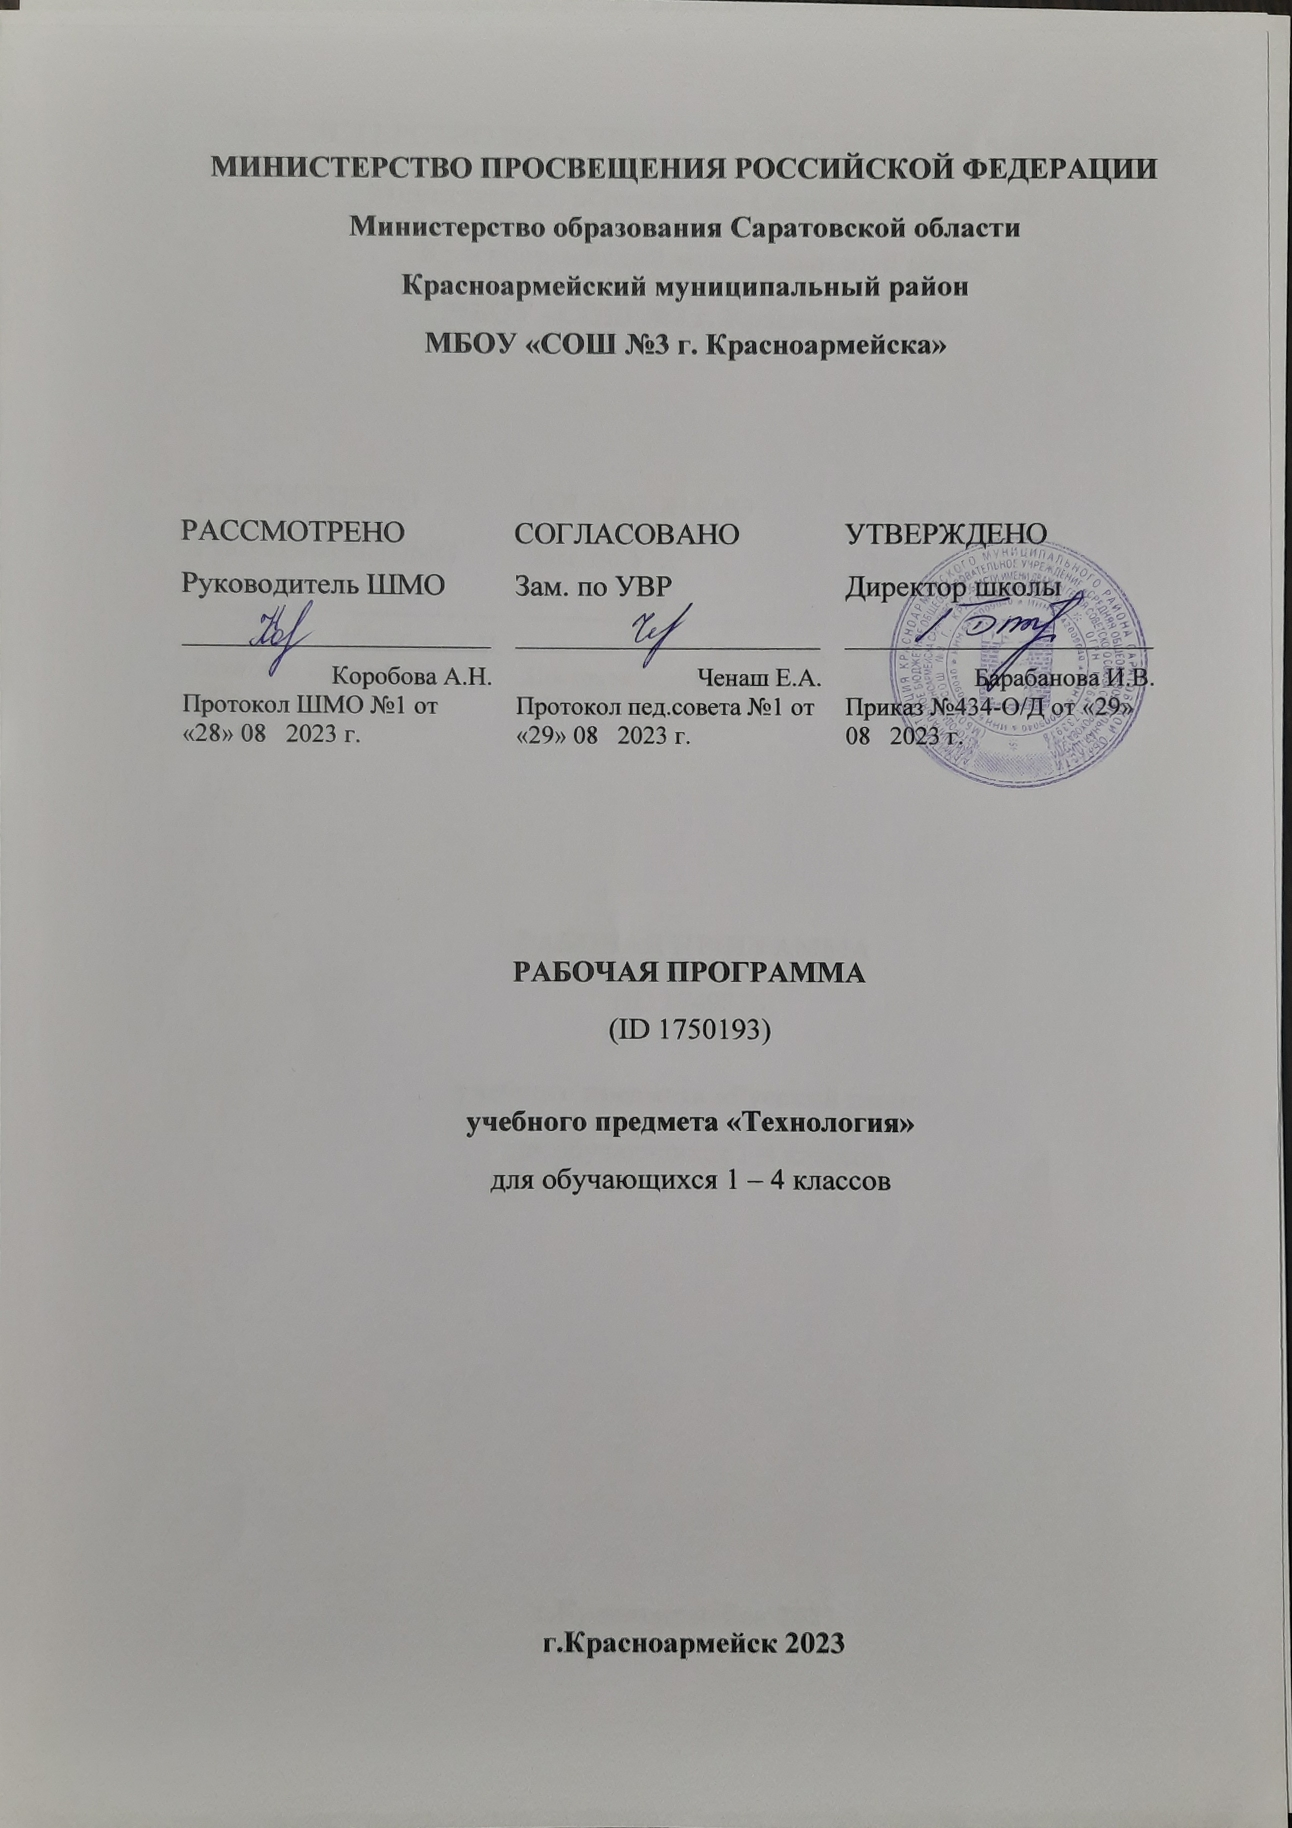 МИНИСТЕРСТВО ПРОСВЕЩЕНИЯ РОССИЙСКОЙ ФЕДЕРАЦИИ
Министерство образования Саратовской области
Красноармейский муниципальный район
МБОУ «СОШ №3 г. Красноармейска»
РАССМОТРЕНО
Руководитель ШМО
Коробова А.Н.
Протокол ШМО №1 от
«28» 08 2023 г.
СОГЛАСОВАНО
Зам. по УВР
Ченаш Е.А.
Протокол пед.совета №1 от
«29» 08 2023 г.
УТВЕРЖДЕНО
Директор школы
Барабанова И.В.
Приказ №434-О/Д от «29»
08 2023 г.
РАБОЧАЯ ПРОГРАММА
(ID 1750193)
учебного предмета «Технология»
для обучающихся 1 – 4 классов
г.Красноармейск 2023